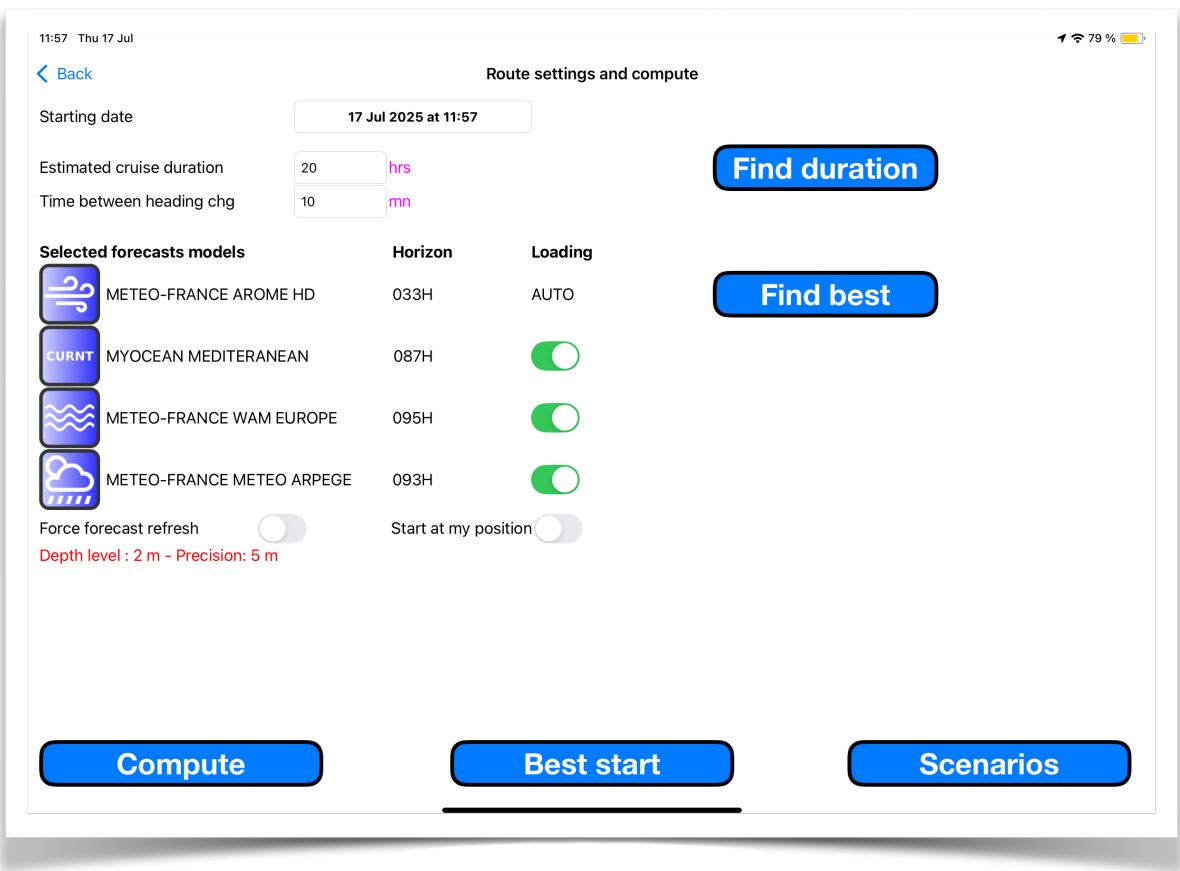 11:57 Thu 17 Jul 79 %
Back Route settings and compute
Starting date 17 Jul 2025 at 11:57
Estimated cruise duration 20 hrs Find duration
Time between heading chg 10 mn
Selected forecasts models Horizon Loading
METEO-FRANCE AROME HD 033H AUTO Find best
CURNT MYOCEAN MEDITERANEAN 087H
METEO-FRANCE WAM EUROPE 095H
METEO-FRANCE METEO ARPEGE 093H
Force forecast refresh Start at my position
Depth level : 2 m - Precision: 5 m
Compute Best start Scenarios